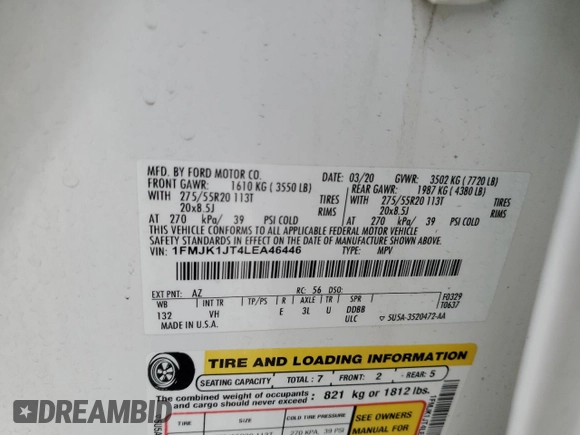 MFD. BY FORD MOTOR CO.
03/20 GVWR: 3502 KG ( 7720 LB)
FRONT GAWR: 1610 KG ( 3550 LB)
REAR GAWR: 1987 KG ( 4380 LB)
WITH 275/55R20 113T TIRES
WITH 275/55R20 113T TIRES
20x8.5J RIMS
20x8.5J RIMS
AT 270 kPa/ 39 PSI COLD
AT 270 kPa/ 39 PSI COLD
THIS VEHICLE CONFORMS TO ALL APPLICABLE FEDERAL MOTOR VEHICLE SAFETY
STANDARDS IN EFFECT ON THE DATE OF MANUFACTURE SHOWN ABOVE.
VIN: 1FMJK1JT4LEA46446
TYPE: MPV
EXT PNT: AZ RC: 56 DSO:
F0329
T0637
WB INT TR TP/PS R AXLE TR SPR
132 VH E 3L U DDBB
MADE IN U.S.A. ULC
5U5A-3520472-AA
TIRE AND LOADING INFORMATION
SEATING CAPACITY TOTAL : 7 FRONT: 2 REAR: 5
The combined weight of occupants and cargo should never exceed : 821 kg or 1812 lbs.
TIRE SIZE COLD TIRE PRESSURE
SEE OWNERS
MANUAL FOR
270 KPA, 39 PSI
DREAMBID